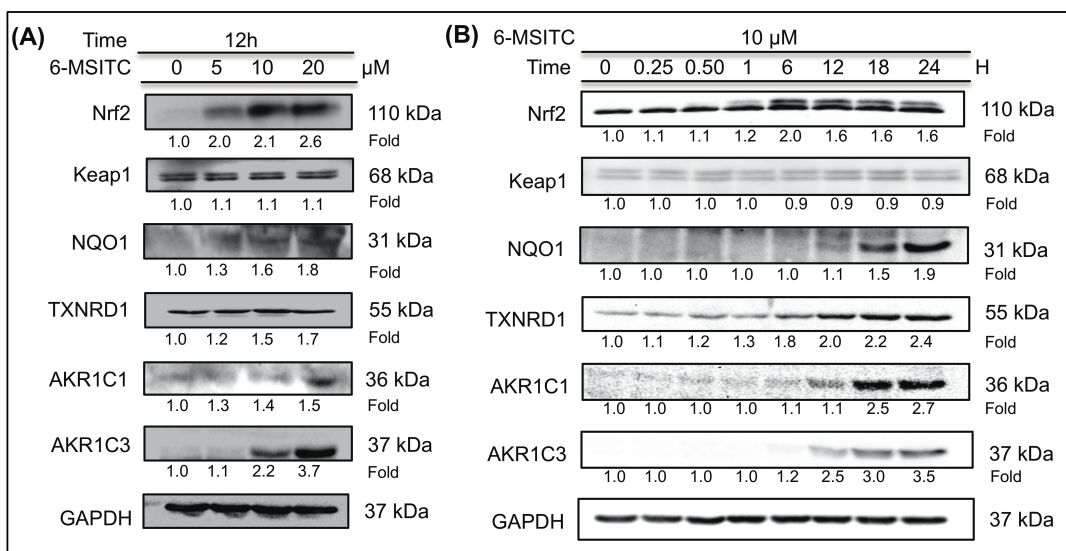 (A) Time 12h
6-MSITC 0 5 10 20 µM
Nrf2 110 kDa
1.0 2.0 2.1 2.6 Fold
Keap1 68 kDa
1.0 1.1 1.1 1.1 Fold
NQO1 31 kDa
1.0 1.3 1.6 1.8 Fold
TXNRD1 55 kDa
1.0 1.2 1.5 1.7 Fold
AKR1C1 36 kDa
1.0 1.3 1.4 1.5 Fold
AKR1C3 37 kDa
1.0 1.1 2.2 3.7 Fold
GAPDH 37 kDa
(B) 6-MSITC 10 µM
Time 0 0.25 0.50 1 6 12 18 24 H
Nrf2 110 kDa
1.0 1.1 1.1 1.2 2.0 1.6 1.6 1.6 Fold
Keap1 68 kDa
1.0 1.0 1.0 1.0 0.9 0.9 0.9 0.9 Fold
NQO1 31 kDa
1.0 1.0 1.0 1.0 1.0 1.1 1.5 1.9 Fold
TXNRD1 55 kDa
1.0 1.1 1.2 1.3 1.8 2.0 2.2 2.4 Fold
AKR1C1 36 kDa
1.0 1.0 1.0 1.0 1.1 1.1 2.5 2.7 Fold
AKR1C3 37 kDa
1.0 1.0 1.0 1.0 1.2 2.5 3.0 3.5 Fold
GAPDH 37 kDa